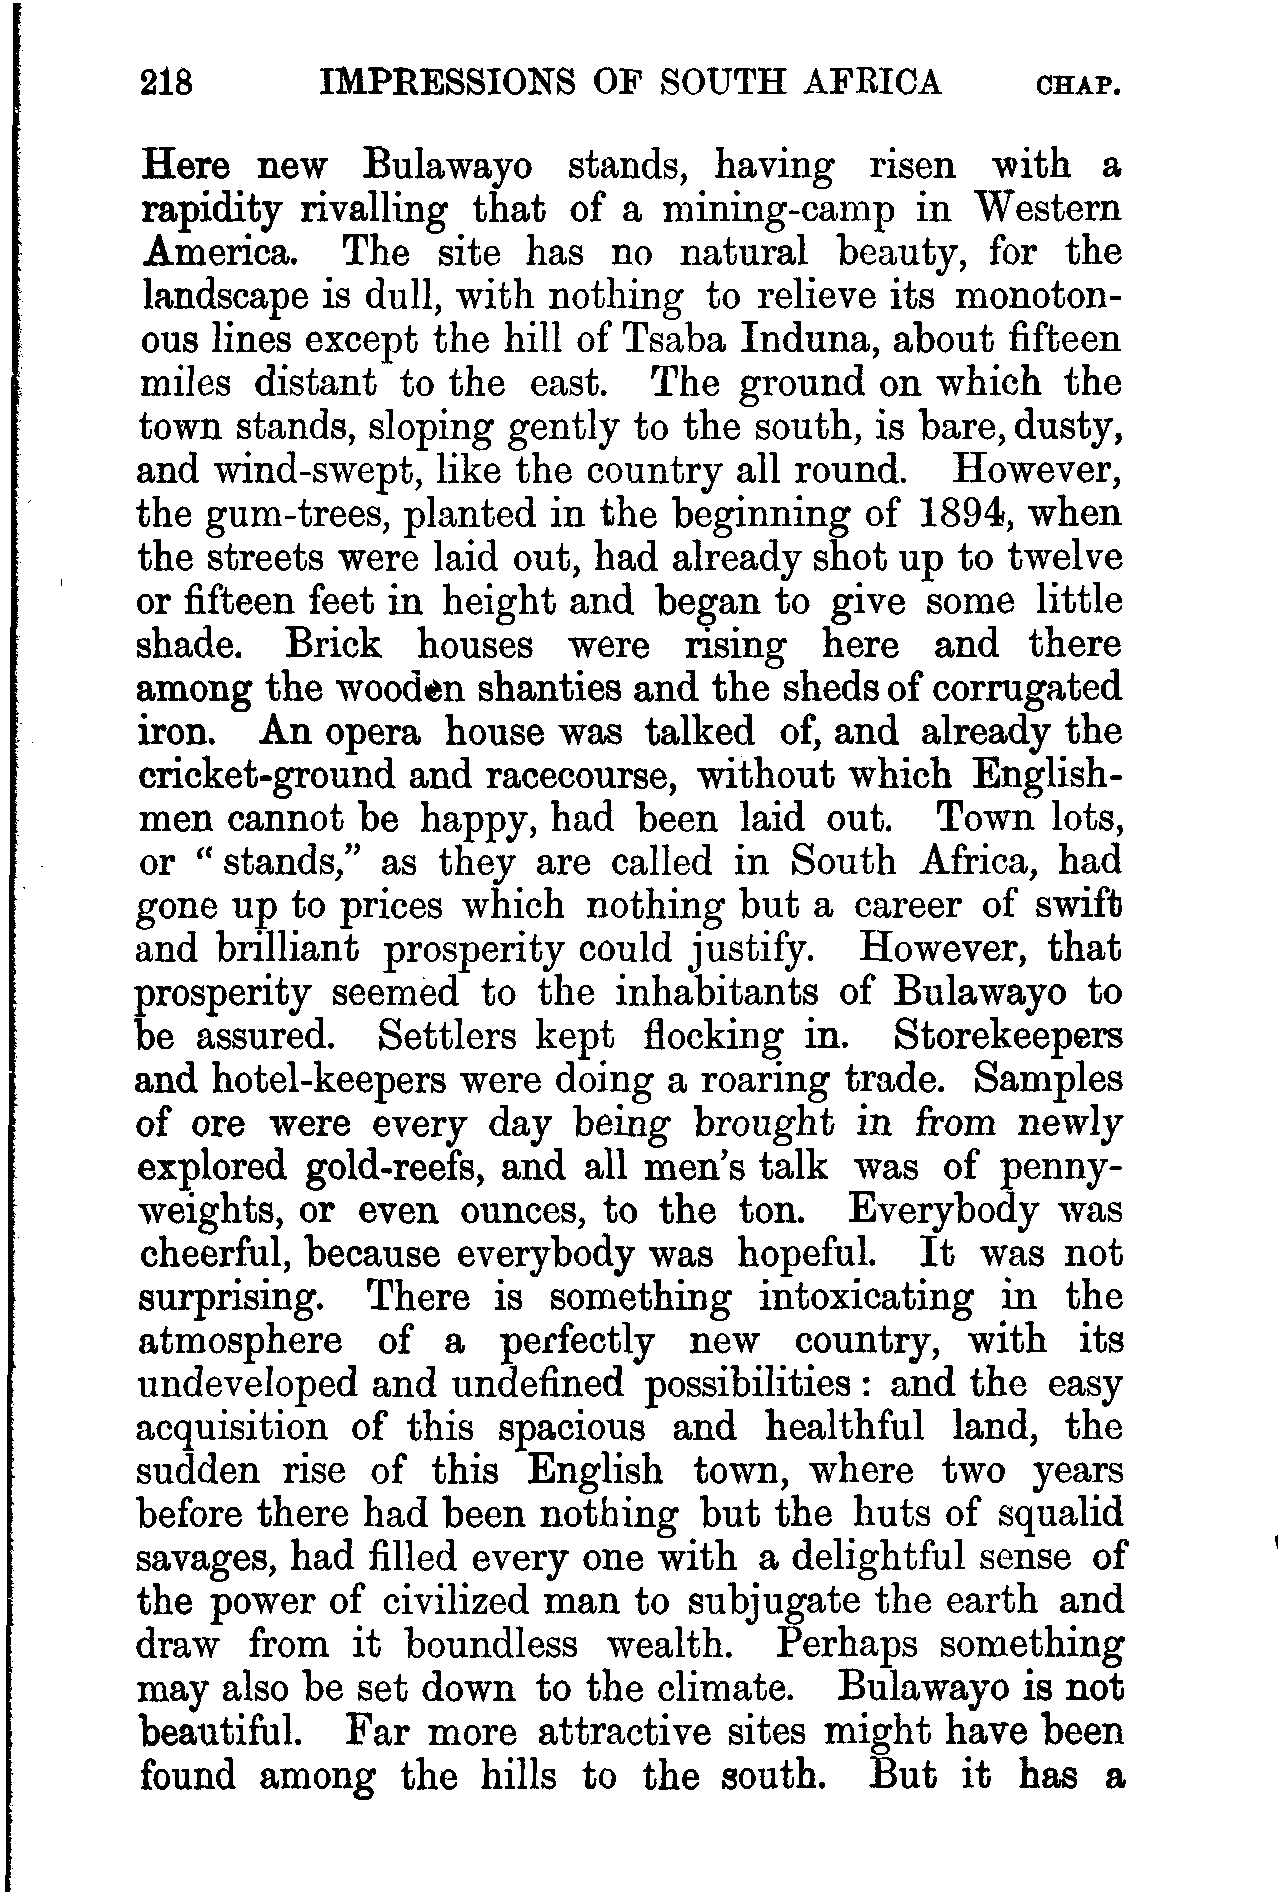 218 IMPRESSIONS OF SOUTH AFRICA CHAP.
Here new Bulawayo stands, having risen with a
rapidity rivalling that of a mining-camp in Western
America. The site has no natural beauty, for the
landscape is dull, with nothing to relieve its monoton-
ous lines except the hill of Tsaba Induna, about fifteen
miles distant to the east. The ground on which the
town stands, sloping gently to the south, is bare, dusty,
and wind-swept, like the country all round. However,
the gum-trees, planted in the beginning of 1894, when
the streets were laid out, had already shot up to twelve
or fifteen feet in height and began to give some little
shade. Brick houses were rising here and there
among the wooden shanties and the sheds of corrugated
iron. An opera house was talked of, and already the
cricket-ground and racecourse, without which English-
men cannot be happy, had been laid out. Town lots,
or “ stands,” as they are called in South Africa, had
gone up to prices which nothing but a career of swift
and brilliant prosperity could justify. However, that
prosperity seemed to the inhabitants of Bulawayo to
be assured. Settlers kept flocking in. Storekeepers
and hotel-keepers were doing a roaring trade. Samples
of ore were every day being brought in from newly
explored gold-reefs, and all men’s talk was of penny-
weights, or even ounces, to the ton. Everybody was
cheerful, because everybody was hopeful. It was not
surprising. There is something intoxicating in the
atmosphere of a perfectly new country, with its
undeveloped and undefined possibilities : and the easy
acquisition of this spacious and healthful land, the
sudden rise of this English town, where two years
before there had been nothing but the huts of squalid
savages, had filled every one with a delightful sense of
the power of civilized man to subjugate the earth and
draw from it boundless wealth. Perhaps something
may also be set down to the climate. Bulawayo is not
beautiful. Far more attractive sites might have been
found among the hills to the south. But it has a